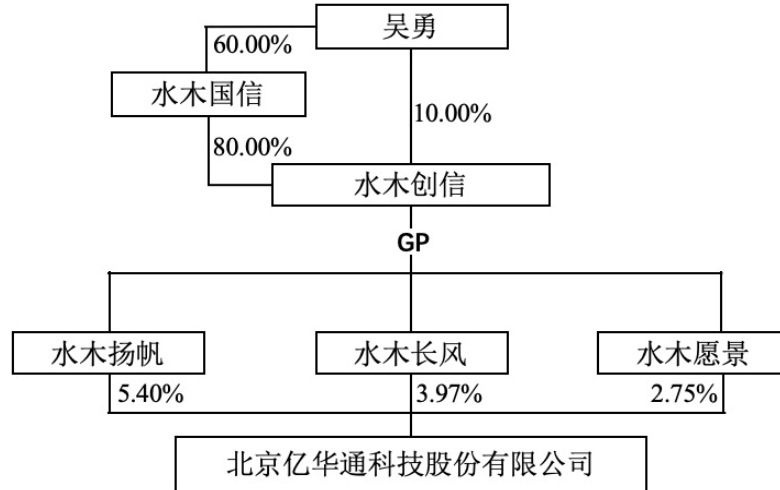 吴勇
60.00%
水木国信
10.00%
80.00%
水木创信
GP
水木扬帆
水木长风
水木愿景
5.40%
3.97%
2.75%
北京亿华通科技股份有限公司